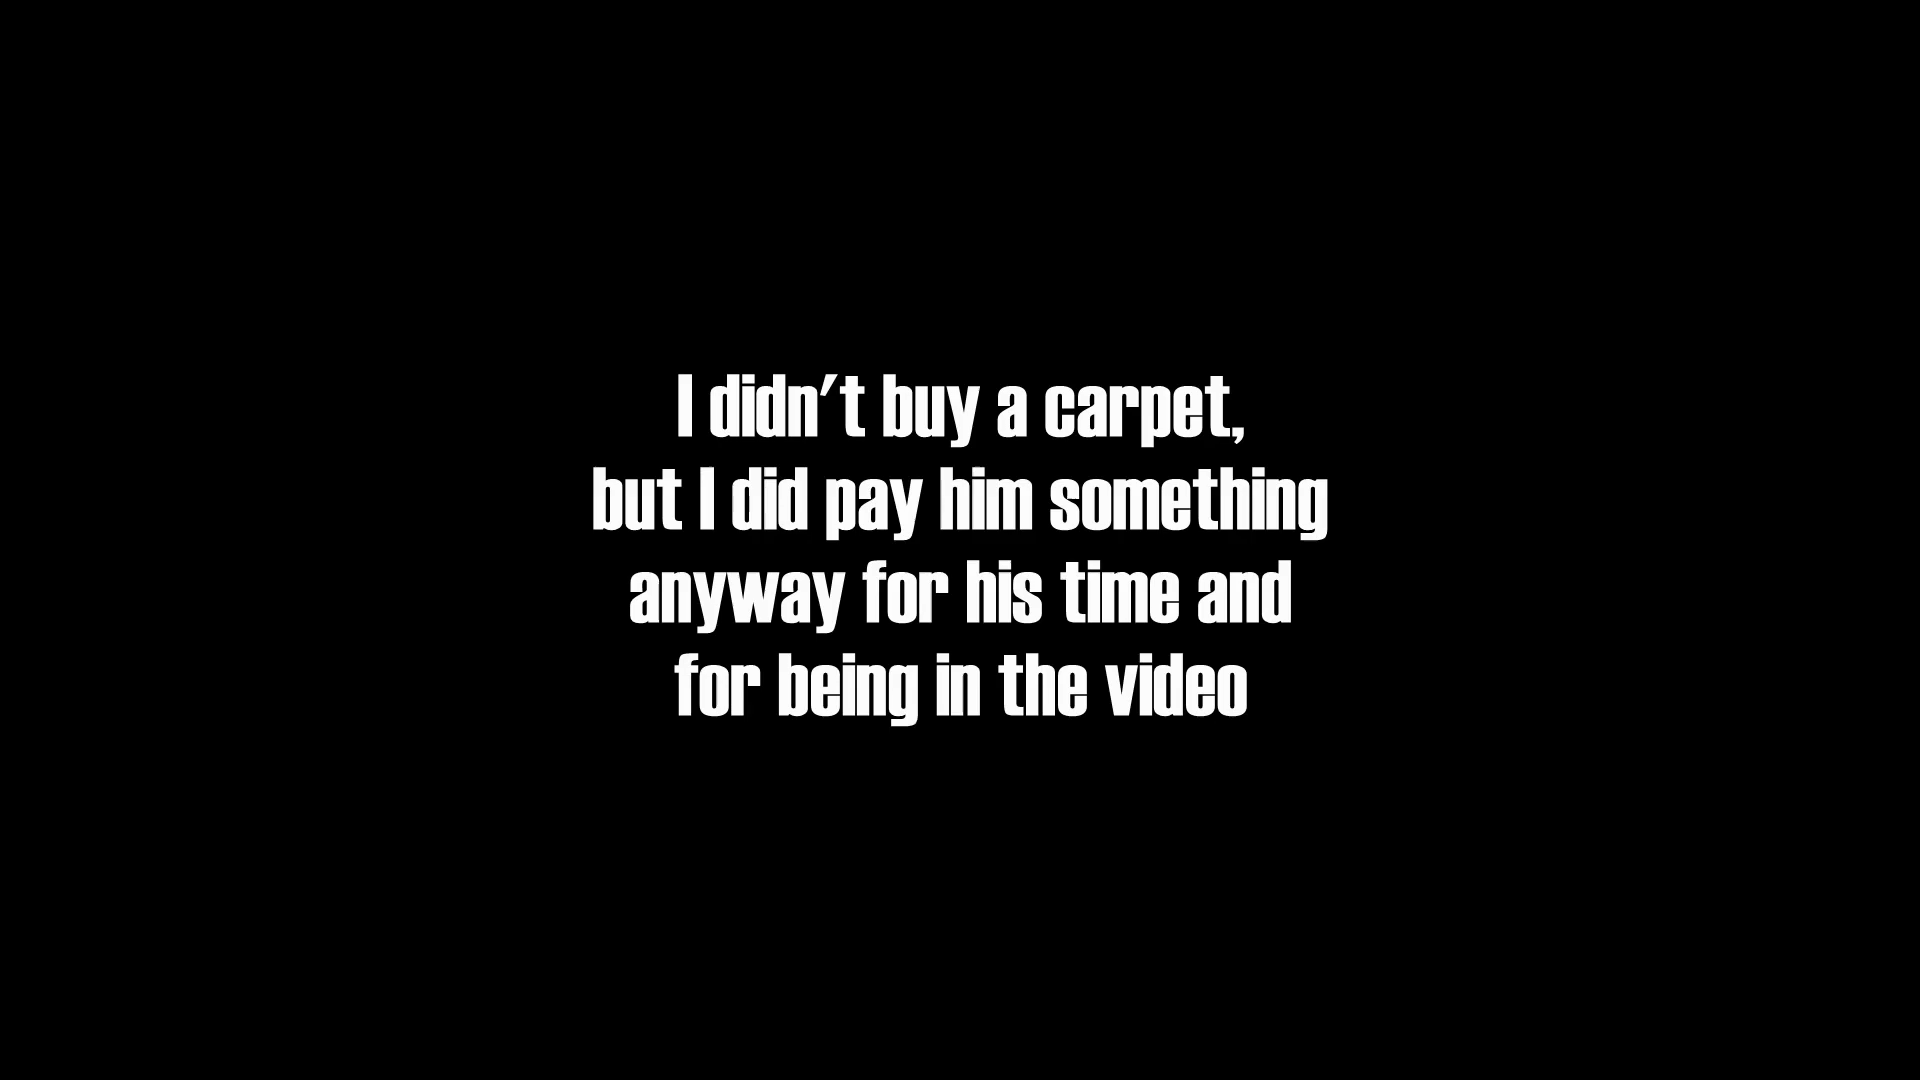 I didn't buy a carpet,
but I did pay him something
anyway for his time and
for being in the video